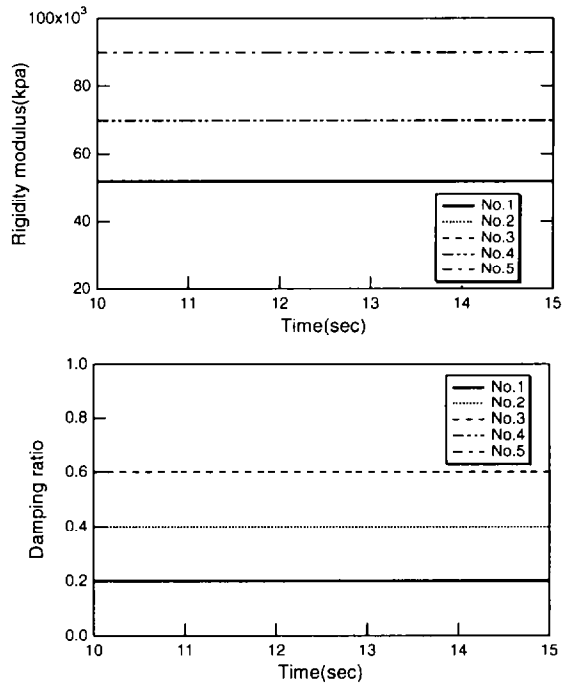 100x10³
80
60
40
20
Rigidity modulus(kpa)
10 11 12 13 14 15
Time(sec)
No.1
No.2
No.3
No.4
No.5
1.0
0.8
0.6
0.4
0.2
0.0
Damping ratio
10 11 12 13 14 15
Time(sec)
No.1
No.2
No.3
No.4
No.5